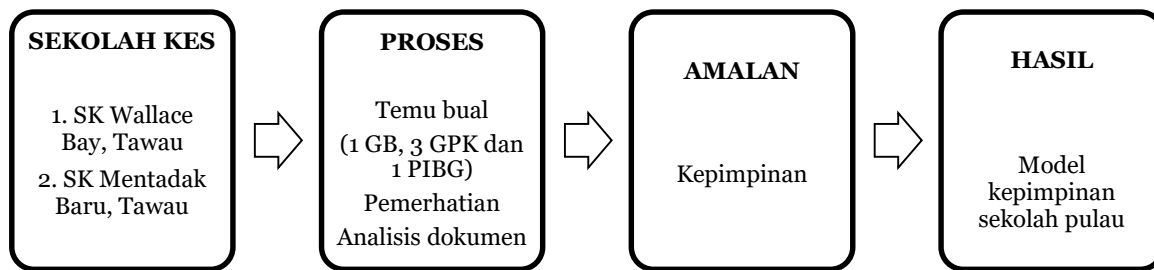 SEKOLAH KES
1. SK Wallace
Bay, Tawau
2. SK Mentadak
Baru, Tawau
PROSES
Temu bual
(1 GB, 3 GPK dan
1 PIBG)
Pemerhatian
Analisis dokumen
AMALAN
Kepimpinan
HASIL
Model
kepimpinan
sekolah pulau